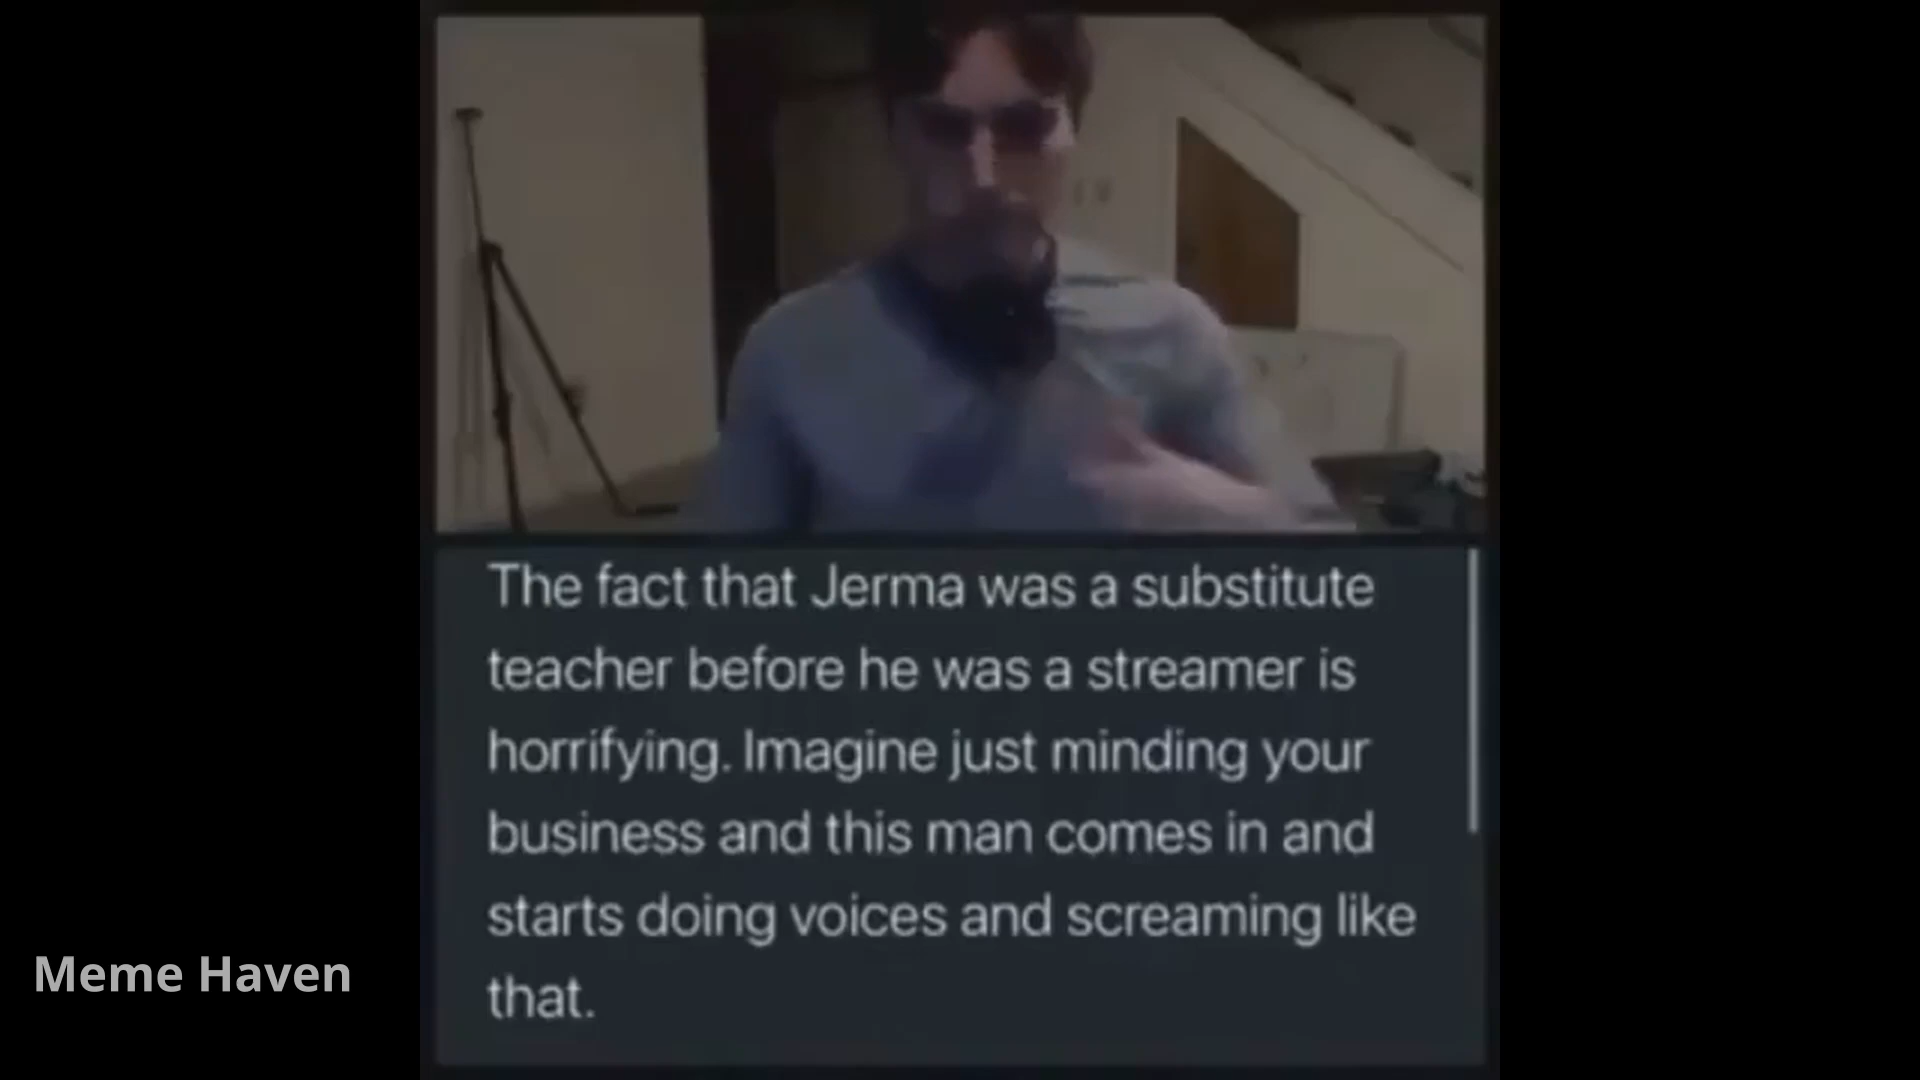 The fact that Jerma was a substitute
teacher before he was a streamer is
horrifying. Imagine just minding your
business and this man comes in and
starts doing voices and screaming like
that.
Meme Haven